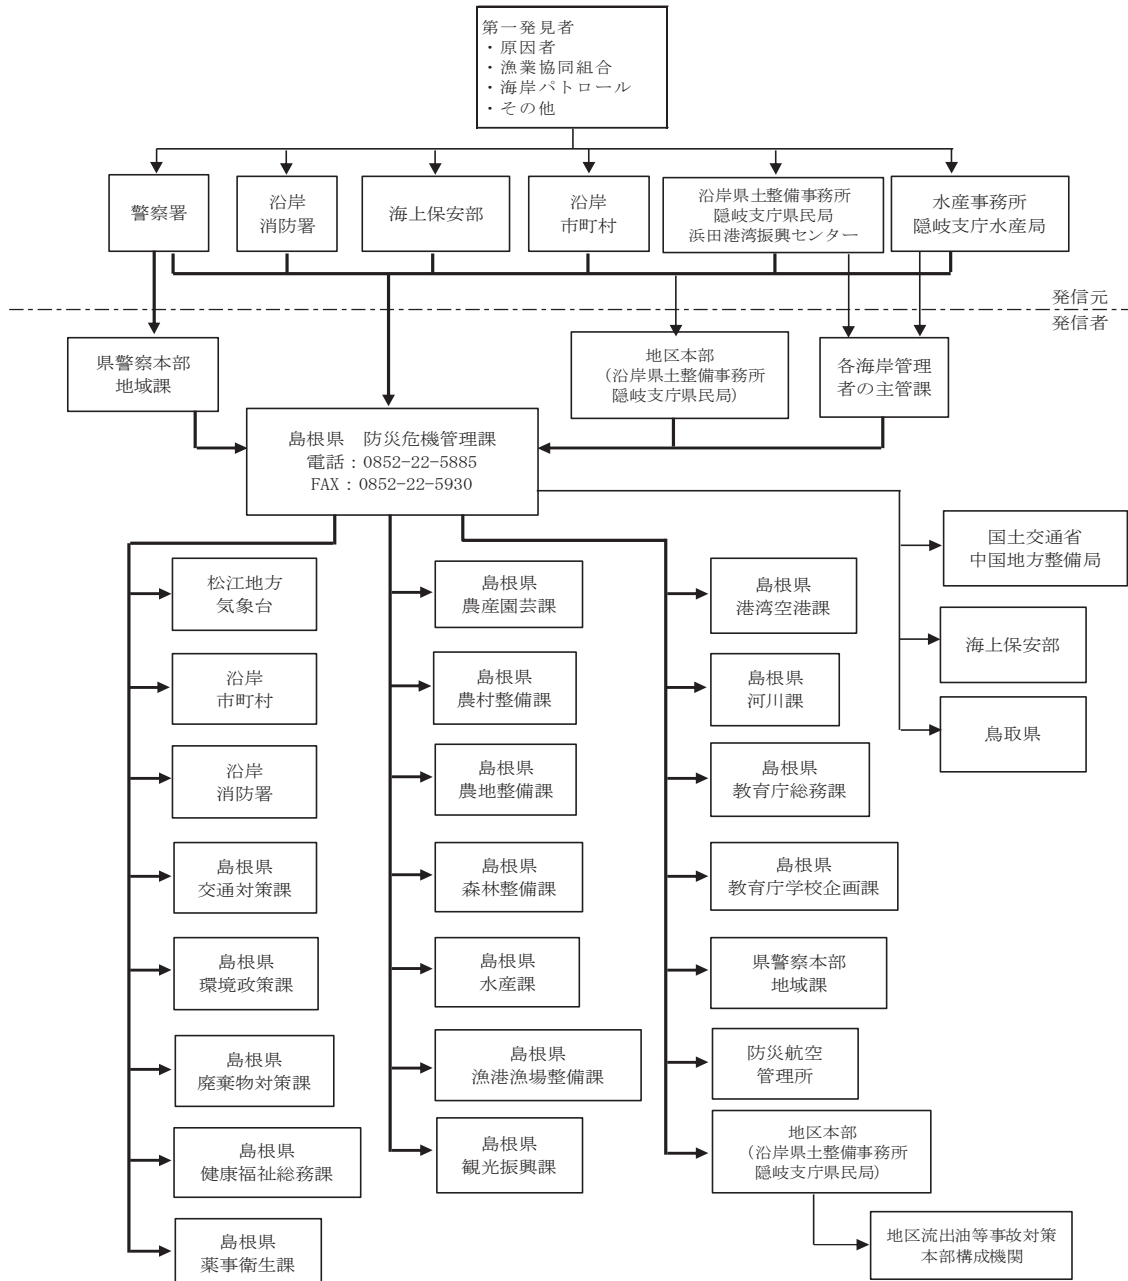 第一発見者
・原因者
・漁業協同組合
・海岸パトロール
・その他
警察署
沿岸
消防署
海上保安部
沿岸
市町村
沿岸県土整備事務所
隠岐支庁県民局
浜田港湾振興センター
水産事務所
隠岐支庁水産局
発信元
発信者
県警察本部
地域課
地区本部
(沿岸県土整備事務所
隠岐支庁県民局)
各海岸管理
者の主管課
島根県 防災危機管理課
電話：0852-22-5885
FAX：0852-22-5930
国土交通省
中国地方整備局
海上保安部
鳥取県
松江地方
気象台
沿岸
市町村
沿岸
消防署
島根県
交通対策課
島根県
環境政策課
島根県
廃棄物対策課
島根県
健康福祉総務課
島根県
薬事衛生課
島根県
農産園芸課
島根県
農村整備課
島根県
農地整備課
島根県
森林整備課
島根県
水産課
島根県
漁港漁場整備課
島根県
観光振興課
島根県
港湾空港課
島根県
河川課
島根県
教育庁総務課
島根県
教育庁学校企画課
県警察本部
地域課
防災航空
管理所
地区本部
(沿岸県土整備事務所
隠岐支庁県民局)
地区流出油等事故対策
本部構成機関